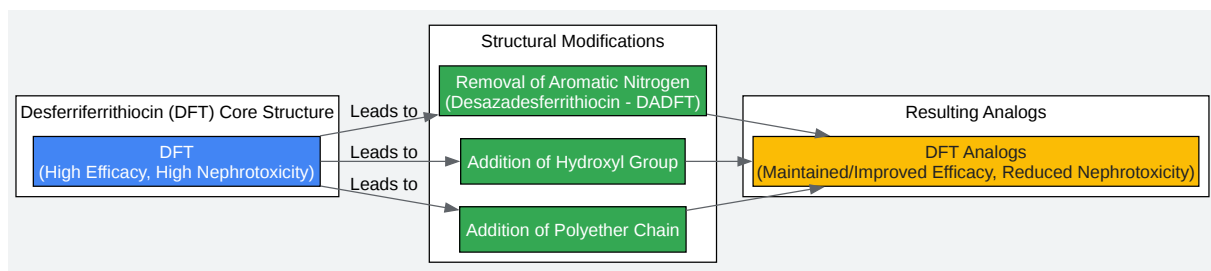 Structural Modifications
Removal of Aromatic Nitrogen
(Desazadesferrithiocin - DADFT)
Desferriferrithiocin (DFT) Core Structure
Leads to
Resulting Analogs
DFT
(High Efficacy, High Nephrotoxicity)
Leads to
Addition of Hydroxyl Group
DFT Analogs
(Maintained/Improved Efficacy, Reduced Nephrotoxicity)
Leads to
Addition of Polyether Chain